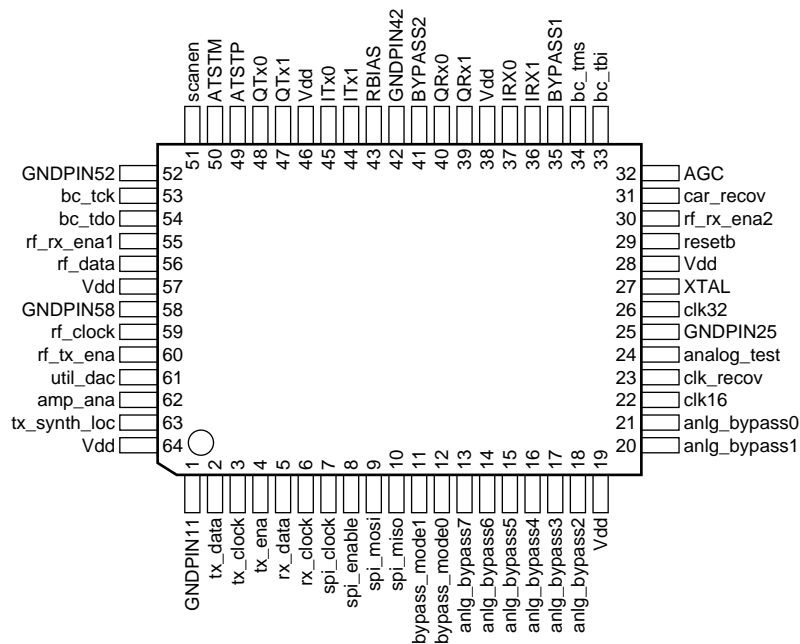 scanen
ATSTM
ATSTP
QTx0
QTx1
Vdd
ITx0
ITx1
RBIAS
GNDPIN42
BYPASS2
QRx0
QRx1
Vdd
IRX0
IRX1
BYPASS1
bc_tms
bc_tbi
51 50 49 48 47 46 45 44 43 42 41 40 39 38 37 36 35 34 33
GNDPIN52 52
bc_tck 53
bc_tdo 54
rf_rx_ena1 55
rf_data 56
Vdd 57
GNDPIN58 58
rf_clock 59
rf_tx_ena 60
util_dac 61
amp_ana 62
tx_synth_loc 63
Vdd 64
32 AGC
31 car_recov
30 rf_rx_ena2
29 resetb
28 Vdd
27 XTAL
26 clk32
25 GNDPIN25
24 analog_test
23 clk_recov
22 clk16
21 anlg_bypass0
20 anlg_bypass1
1 2 3 4 5 6 7 8 9 10 11 12 13 14 15 16 17 18 19
GNDPIN11
tx_data
tx_clock
tx_ena
rx_data
rx_clock
spi_clock
spi_enable
spi_mosi
spi_miso
bypass_mode1
bypass_mode0
anlg_bypass7
anlg_bypass6
anlg_bypass5
anlg_bypass4
anlg_bypass3
anlg_bypass2
Vdd